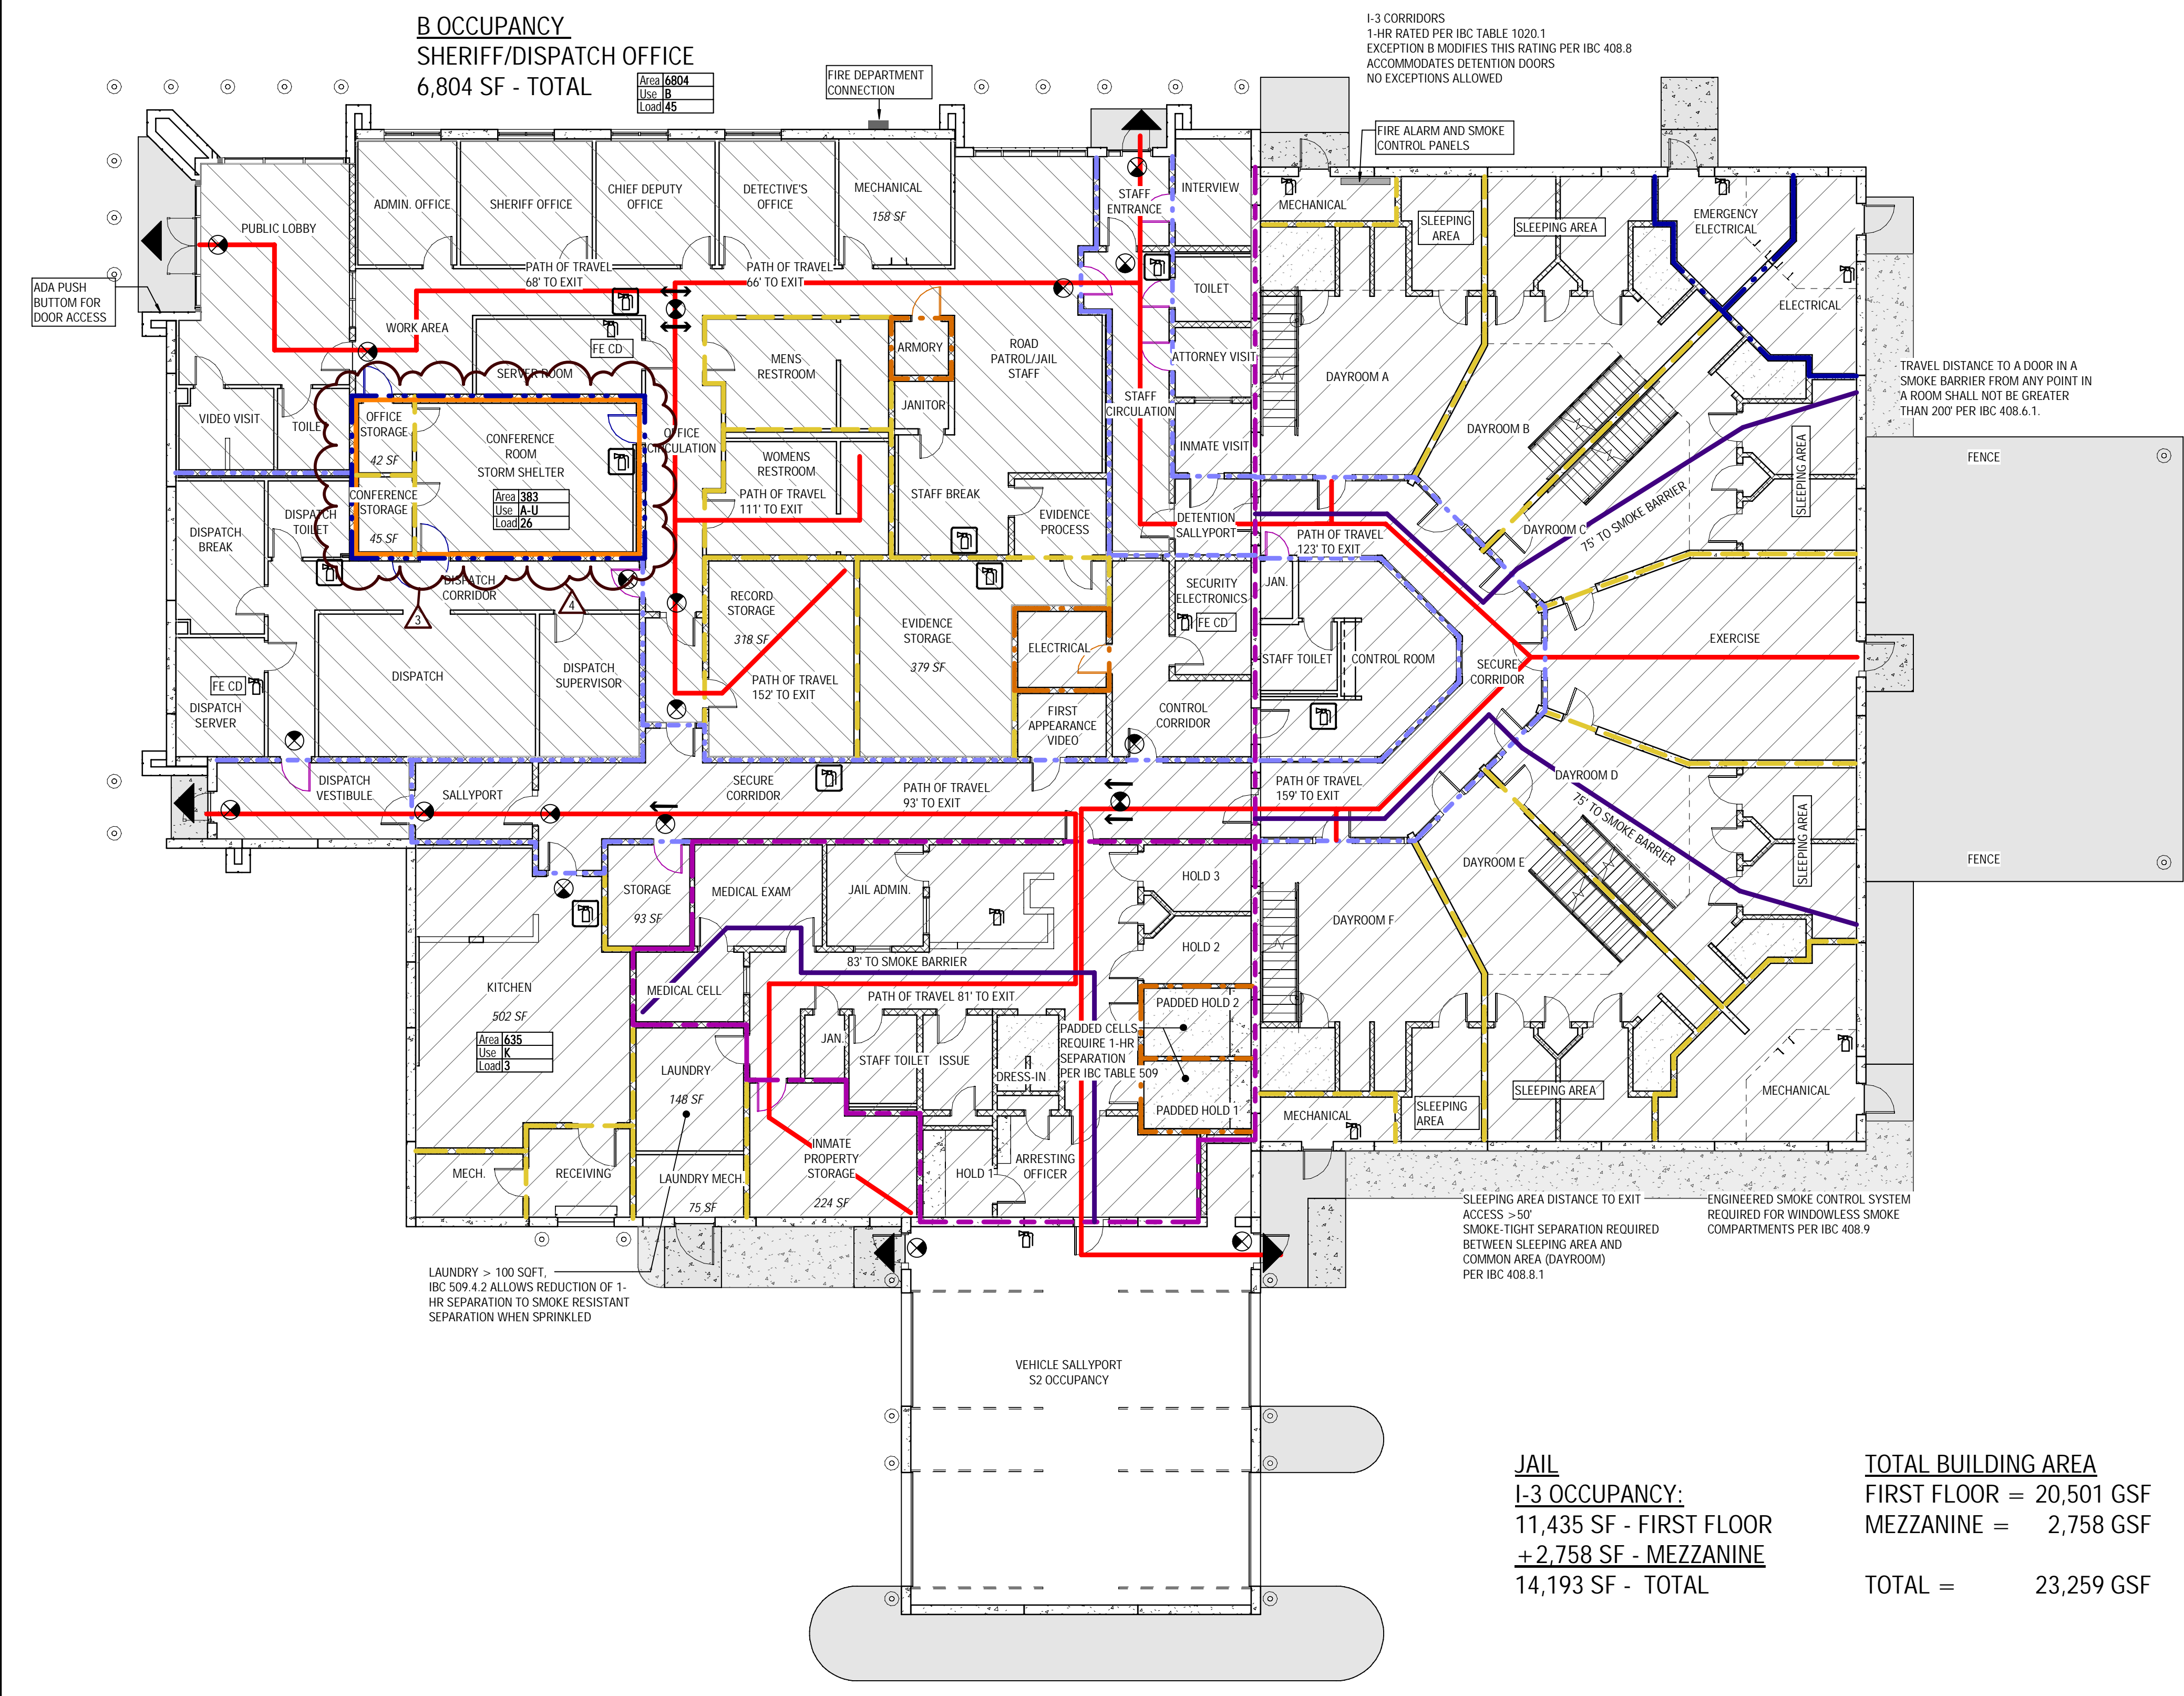 B OCCUPANCY
SHERIFF/DISPATCH OFFICE
6,804 SF - TOTAL
Area 6804
Use B
Load 45
FIRE DEPARTMENT
CONNECTION
I-3 CORRIDORS
1-HR RATED PER IBC TABLE 1020.1
EXCEPTION B MODIFIES THIS RATING PER IBC 408.8
ACCOMMODATES DETENTION DOORS
NO EXCEPTIONS ALLOWED
FIRE ALARM AND SMOKE
CONTROL PANELS
ADA PUSH
BUTTOM FOR
DOOR ACCESS
PUBLIC LOBBY
ADMIN. OFFICE
SHERIFF OFFICE
CHIEF DEPUTY
OFFICE
DETECTIVE'S
OFFICE
MECHANICAL
158 SF
STAFF
ENTRANCE
INTERVIEW
MECHANICAL
SLEEPING
AREA
SLEEPING AREA
EMERGENCY
ELECTRICAL
ELECTRICAL
PATH OF TRAVEL
68' TO EXIT
PATH OF TRAVEL
66' TO EXIT
TOILET
WORK AREA
FE CD
SERVER ROOM
MENS
RESTROOM
ARMORY
JANITOR
ROAD
PATROL/JAIL
STAFF
ATTORNEY VISIT
STAFF
CIRCULATION
INMATE VISIT
DAYROOM A
DAYROOM B
TRAVEL DISTANCE TO A DOOR IN A
SMOKE BARRIER FROM ANY POINT IN
A ROOM SHALL NOT BE GREATER
THAN 200' PER IBC 408.6.1.
VIDEO VISIT
TOILE
OFFICE
STORAGE
42 SF
CONFERENCE
ROOM
STORM SHELTER
Area 383
Use A-U
Load 26
CONFERENCE
STORAGE
45 SF
OFFICE
CIRCULATION
WOMENS
RESTROOM
PATH OF TRAVEL
111' TO EXIT
STAFF BREAK
EVIDENCE
PROCESS
DETENTION
SALLYPORT
PATH OF TRAVEL
123' TO EXIT
DAYROOM C
75' TO SMOKE BARRIER
SLEEPING AREA
FENCE
DISPATCH
BREAK
DISPATCH
TOILET
DISPATCH
CORRIDOR
3
4
RECORD
STORAGE
318 SF
PATH OF TRAVEL
152' TO EXIT
EVIDENCE
STORAGE
379 SF
ELECTRICAL
FIRST
APPEARANCE
VIDEO
SECURITY
ELECTRONICS
FE CD
JAN.
STAFF TOILET
CONTROL ROOM
CONTROL
CORRIDOR
SECURE
CORRIDOR
EXERCISE
FE CD
DISPATCH
SERVER
DISPATCH
DISPATCH
SUPERVISOR
DISPATCH
VESTIBULE
SALLYPORT
SECURE
CORRIDOR
PATH OF TRAVEL
93' TO EXIT
PATH OF TRAVEL
159' TO EXIT
DAYROOM D
75' TO SMOKE BARRIER
SLEEPING AREA
FENCE
DAYROOM E
DAYROOM F
STORAGE
93 SF
MEDICAL EXAM
JAIL ADMIN.
HOLD 3
HOLD 2
83' TO SMOKE BARRIER
MEDICAL CELL
PATH OF TRAVEL 81' TO EXIT
KITCHEN
502 SF
Area 635
Use K
Load 3
PADDED HOLD 2
PADDED CELLS
REQUIRE 1-HR
SEPARATION
PER IBC TABLE 509
PADDED HOLD 1
JAN.
STAFF TOILET
ISSUE
DRESS-IN
LAUNDRY
148 SF
INMATE
PROPERTY
STORAGE
224 SF
HOLD 1
ARRESTING
OFFICER
MECH.
RECEIVING
LAUNDRY MECH.
75 SF
MECHANICAL
SLEEPING
AREA
SLEEPING AREA
MECHANICAL
LAUNDRY > 100 SQFT,
IBC 509.4.2 ALLOWS REDUCTION OF 1-
HR SEPARATION TO SMOKE RESISTANT
SEPARATION WHEN SPRINKLED
SLEEPING AREA DISTANCE TO EXIT
ACCESS >50'
SMOKE-TIGHT SEPARATION REQUIRED
BETWEEN SLEEPING AREA AND
COMMON AREA (DAYROOM)
PER IBC 408.8.1
ENGINEERED SMOKE CONTROL SYSTEM
REQUIRED FOR WINDOWLESS SMOKE
COMPARTMENTS PER IBC 408.9
VEHICLE SALLYPORT
S2 OCCUPANCY
JAIL
I-3 OCCUPANCY:
11,435 SF - FIRST FLOOR
+2,758 SF - MEZZANINE
14,193 SF - TOTAL
TOTAL BUILDING AREA
FIRST FLOOR = 20,501 GSF
MEZZANINE = 2,758 GSF
TOTAL = 23,259 GSF